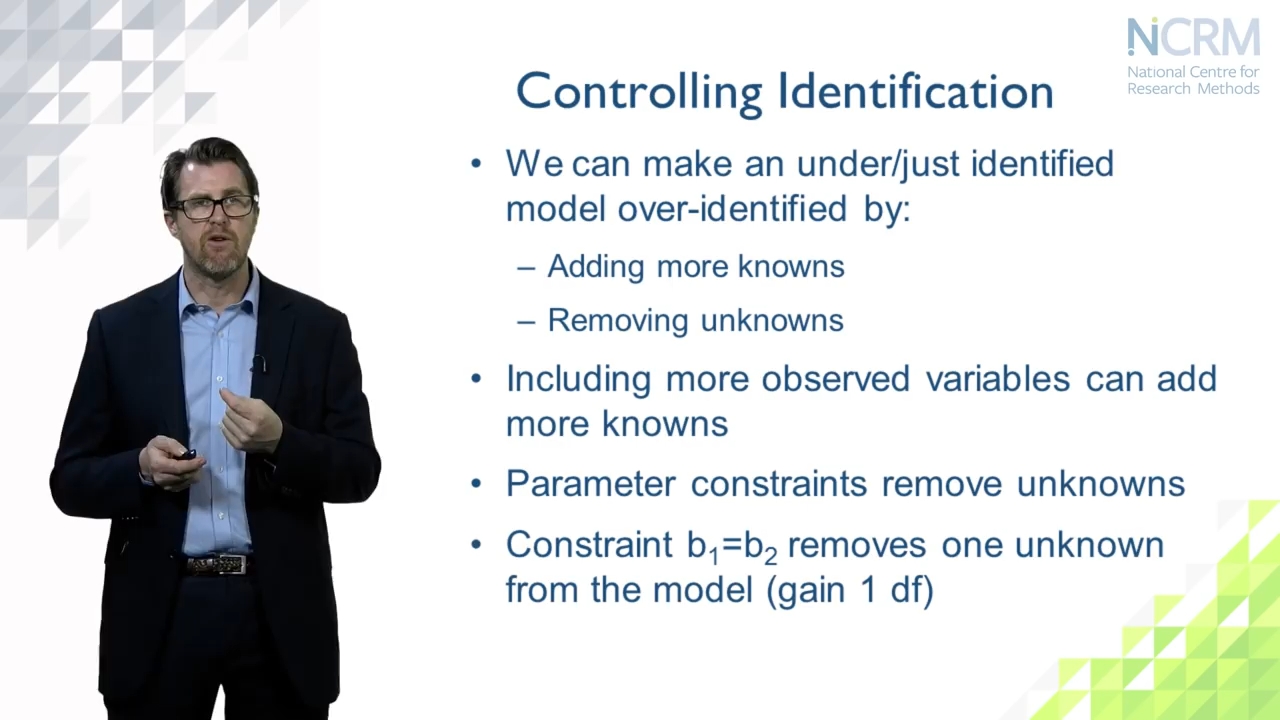 NCRM
National Centre for
Research Methods
Controlling Identification
• We can make an under/just identified
model over-identified by:
– Adding more knowns
– Removing unknowns
• Including more observed variables can add
more knowns
• Parameter constraints remove unknowns
• Constraint b₁=b₂ removes one unknown
from the model (gain 1 df)